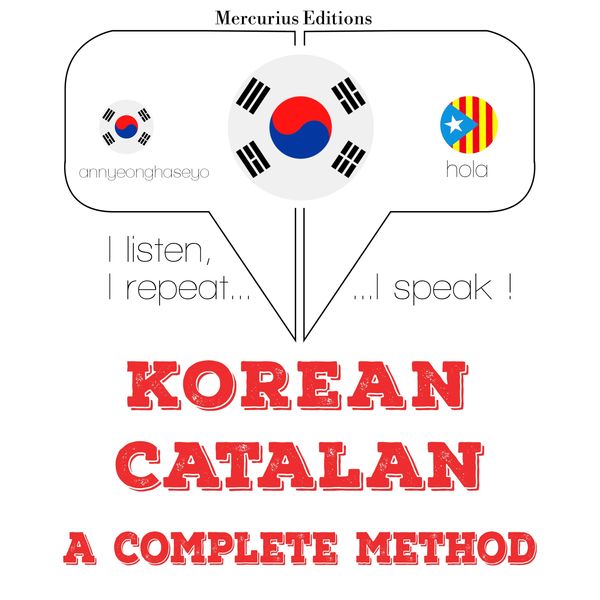 Mercurius Editions
annyeonghaseyo
hola
I listen,
I repeat...
...I speak !
KOREAN
CATALAN
A COMPLETE METHOD